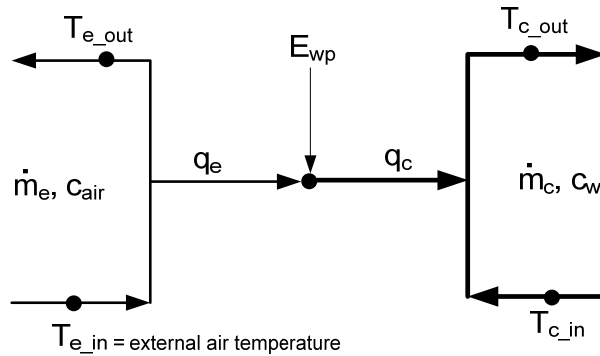 T_e_out
E_wp
T_c_out
q_e
q_c
ṁ_e, c_air
ṁ_c, c_w
T_e_in = external air temperature
T_c_in